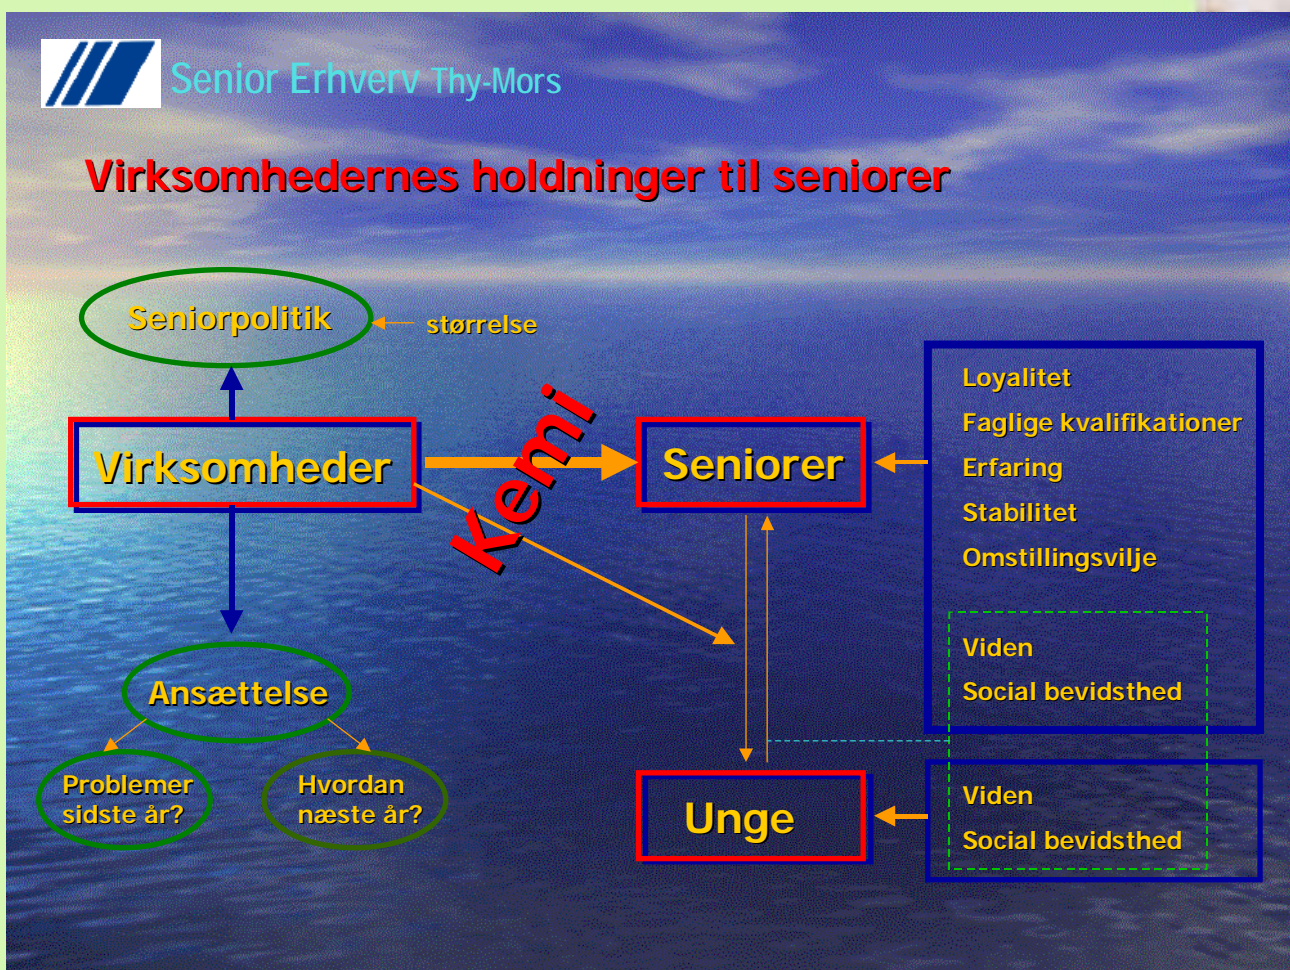 Senior Erhverv Thy-Mors
Virksomhedernes holdninger til seniorer
Seniorpolitik
størrelse
Kemi
Virksomheder
Seniorer
Loyalitet
Faglige kvalifikationer
Erfaring
Stabilitet
Omstillingsvilje
Viden
Social bevidsthed
Ansættelse
Problemer
sidste år?
Hvordan
næste år?
Unge
Viden
Social bevidsthed